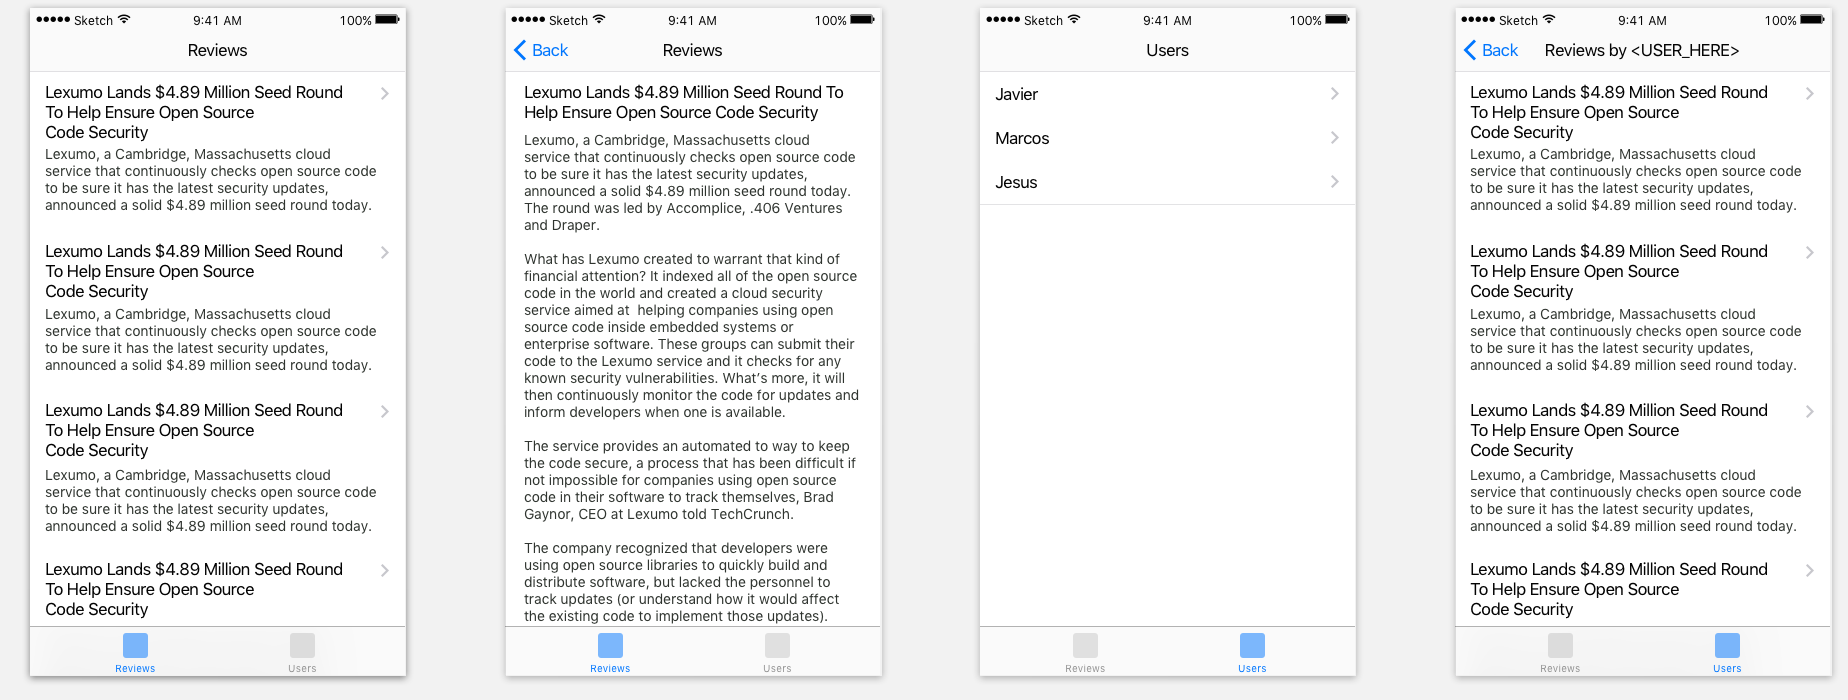 Sketch 9:41 AM 100%
Reviews
Lexumo Lands $4.89 Million Seed Round
To Help Ensure Open Source
Code Security
Lexumo, a Cambridge, Massachusetts cloud
service that continuously checks open source code
to be sure it has the latest security updates,
announced a solid $4.89 million seed round today.
Lexumo Lands $4.89 Million Seed Round
To Help Ensure Open Source
Code Security
Lexumo, a Cambridge, Massachusetts cloud
service that continuously checks open source code
to be sure it has the latest security updates,
announced a solid $4.89 million seed round today.
Lexumo Lands $4.89 Million Seed Round
To Help Ensure Open Source
Code Security
Lexumo, a Cambridge, Massachusetts cloud
service that continuously checks open source code
to be sure it has the latest security updates,
announced a solid $4.89 million seed round today.
Lexumo Lands $4.89 Million Seed Round
To Help Ensure Open Source
Code Security
Reviews Users
Sketch 9:41 AM 100%
Back Reviews
Lexumo Lands $4.89 Million Seed Round To
Help Ensure Open Source Code Security
Lexumo, a Cambridge, Massachusetts cloud
service that continuously checks open source code
to be sure it has the latest security updates,
announced a solid $4.89 million seed round today.
The round was led by Accomplice, .406 Ventures
and Draper.
What has Lexumo created to warrant that kind of
financial attention? It indexed all of the open source
code in the world and created a cloud security
service aimed at  helping companies using open
source code inside embedded systems or
enterprise software. These groups can submit their
code to the Lexumo service and it checks for any
known security vulnerabilities. What’s more, it will
then continuously monitor the code for updates and
inform developers when one is available.
The service provides an automated to way to keep
the code secure, a process that has been difficult if
not impossible for companies using open source
code in their software to track themselves, Brad
Gaynor, CEO at Lexumo told TechCrunch.
The company recognized that developers were
using open source libraries to quickly build and
distribute software, but lacked the personnel to
track updates (or understand how it would affect
the existing code to implement those updates).
Reviews Users
Sketch 9:41 AM 100%
Users
Javier
Marcos
Jesus
Reviews Users
Sketch 9:41 AM 100%
Back Reviews by <USER_HERE>
Lexumo Lands $4.89 Million Seed Round
To Help Ensure Open Source
Code Security
Lexumo, a Cambridge, Massachusetts cloud
service that continuously checks open source code
to be sure it has the latest security updates,
announced a solid $4.89 million seed round today.
Lexumo Lands $4.89 Million Seed Round
To Help Ensure Open Source
Code Security
Lexumo, a Cambridge, Massachusetts cloud
service that continuously checks open source code
to be sure it has the latest security updates,
announced a solid $4.89 million seed round today.
Lexumo Lands $4.89 Million Seed Round
To Help Ensure Open Source
Code Security
Lexumo, a Cambridge, Massachusetts cloud
service that continuously checks open source code
to be sure it has the latest security updates,
announced a solid $4.89 million seed round today.
Lexumo Lands $4.89 Million Seed Round
To Help Ensure Open Source
Code Security
Reviews Users